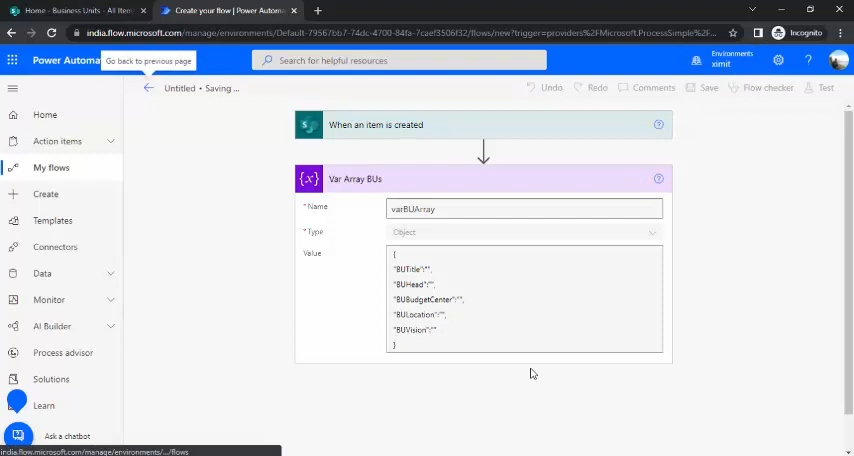 Home - Business Units - All Item
Create your flow | Power Automa
india.flow.microsoft.com/manage/environments/Default-79567bb7-74dc-4700-84fa-7caef3506f32/flows/new?trigger=providers%2FMicrosoft.ProcessSimple%2F...
Incognito
Power Automa
Go back to previous page
Search for helpful resources
Environments
ximit
Untitled • Saving ...
Undo
Redo
Comments
Save
Flow checker
Test
Home
Action items
My flows
Create
Templates
Connectors
Data
Monitor
AI Builder
Process advisor
Solutions
Learn
Ask a chatbot
When an item is created
{x}
Var Array BUs
* Name
varBUArray
* Type
Object
Value
{
"BUTitle":"",
"BUHead":"",
"BUBudgetCenter":"",
"BULocation":"",
"BUVision":""
}
india.flow.microsoft.com/manage/environments/.../flows